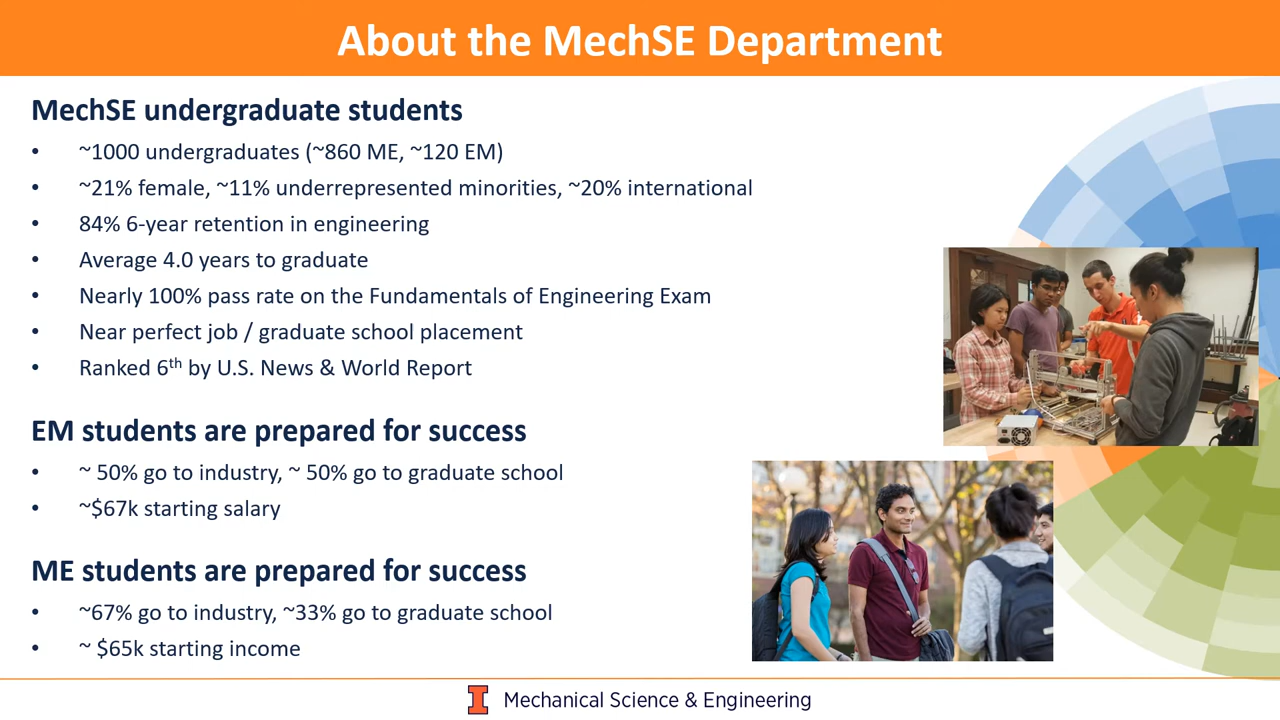 About the MechSE Department
MechSE undergraduate students
• ~1000 undergraduates (~860 ME, ~120 EM)
• ~21% female, ~11% underrepresented minorities, ~20% international
• 84% 6-year retention in engineering
• Average 4.0 years to graduate
• Nearly 100% pass rate on the Fundamentals of Engineering Exam
• Near perfect job / graduate school placement
• Ranked 6th by U.S. News & World Report
EM students are prepared for success
• ~ 50% go to industry, ~ 50% go to graduate school
• ~$67k starting salary
ME students are prepared for success
• ~67% go to industry, ~33% go to graduate school
• ~ $65k starting income
I Mechanical Science & Engineering